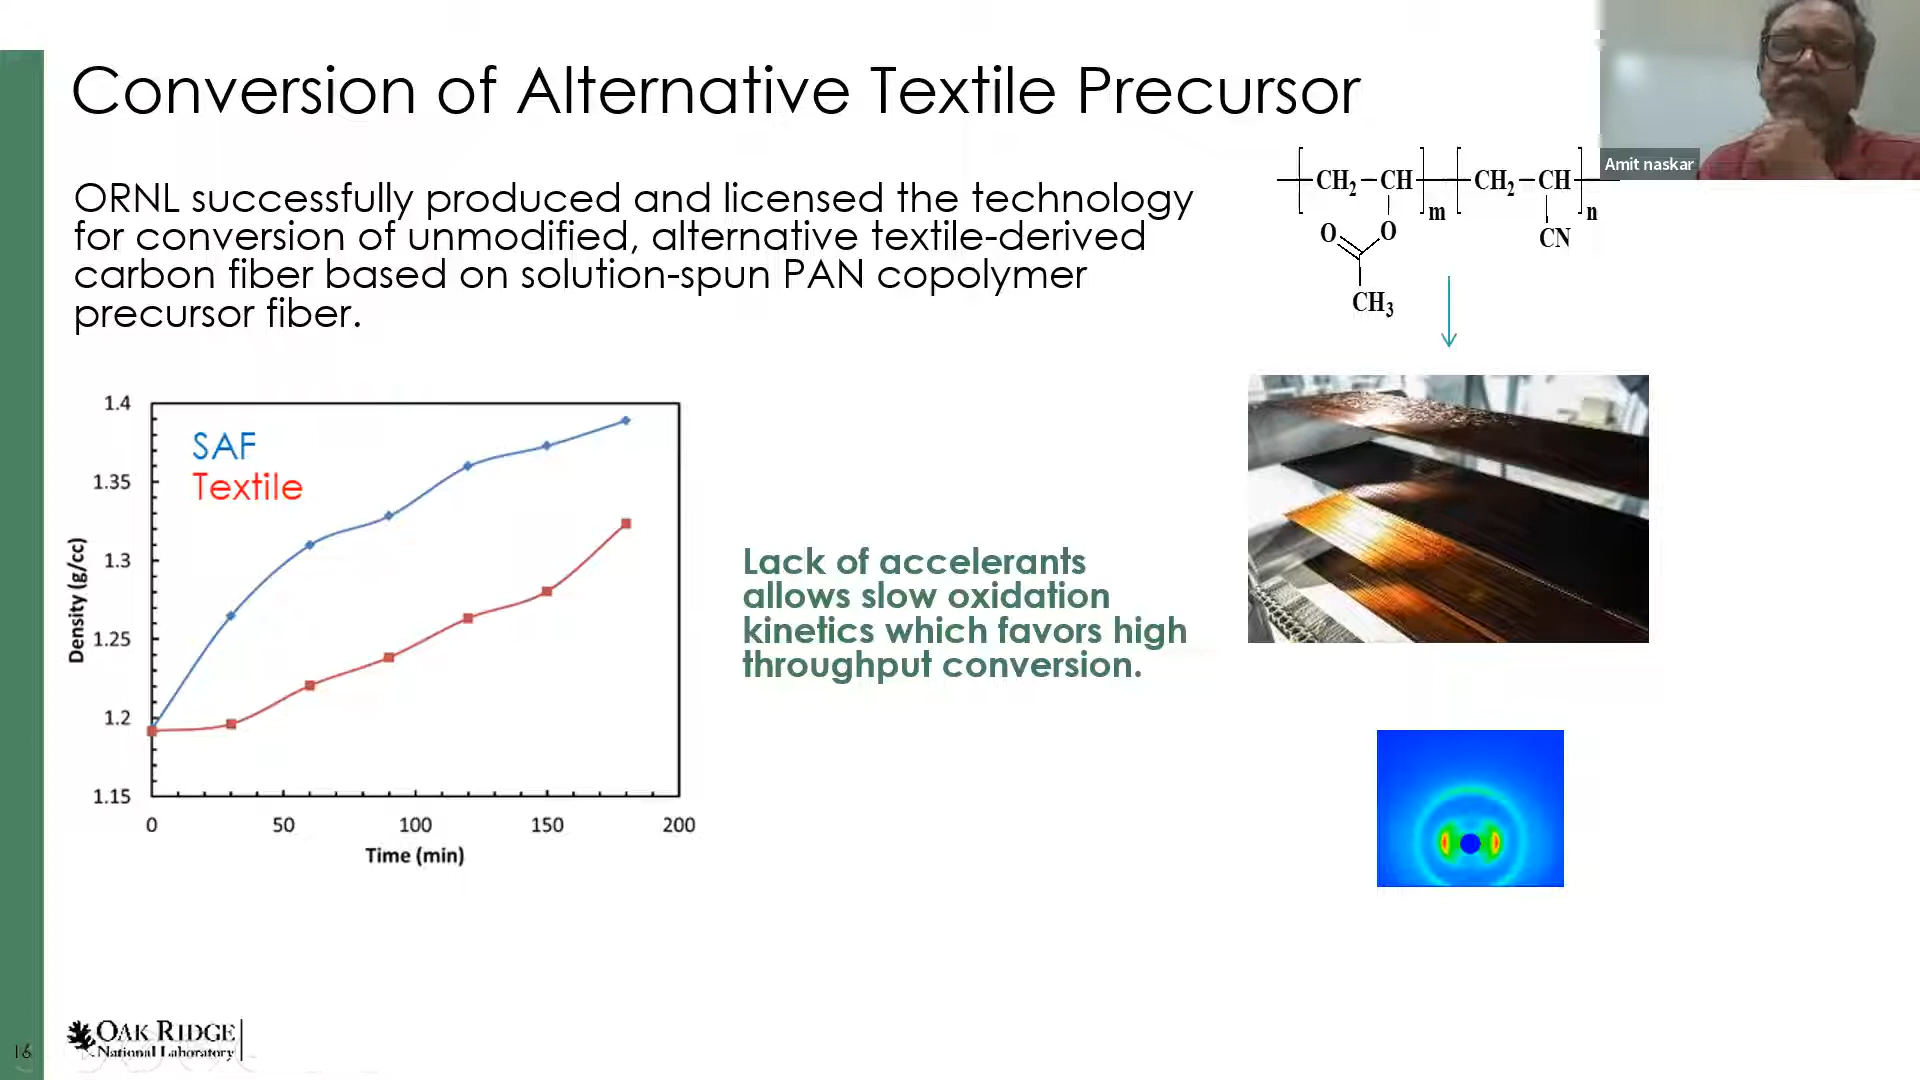 Conversion of Alternative Textile Precursor
Amit naskar
ORNL successfully produced and licensed the technology
for conversion of unmodified, alternative textile-derived
carbon fiber based on solution-spun PAN copolymer
precursor fiber.
CH2 CH m CH2 CH n
O O CN
CH3
1.4
1.35
1.3
1.25
1.2
1.15
Density (g/cc)
SAF
Textile
0 50 100 150 200
Time (min)
Lack of accelerants
allows slow oxidation
kinetics which favors high
throughput conversion.
16
OAK RIDGE
National Laboratory